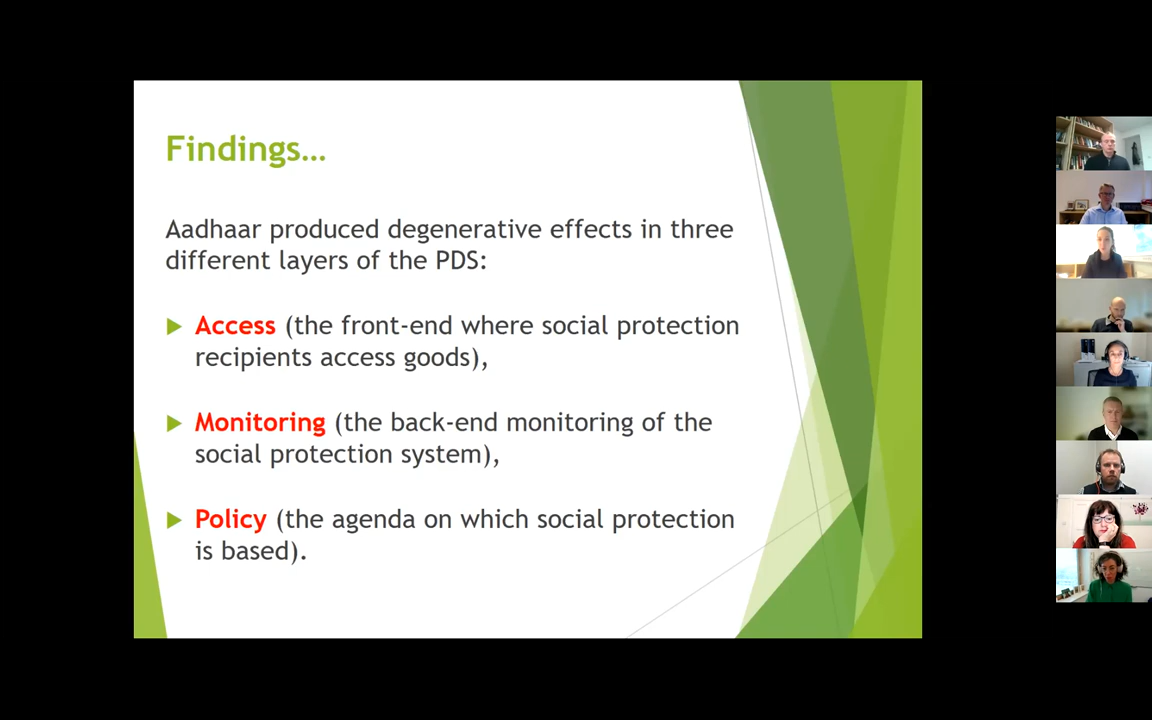 Findings...
Aadhaar produced degenerative effects in three
different layers of the PDS:
Access (the front-end where social protection
recipients access goods),
Monitoring (the back-end monitoring of the
social protection system),
Policy (the agenda on which social protection
is based).